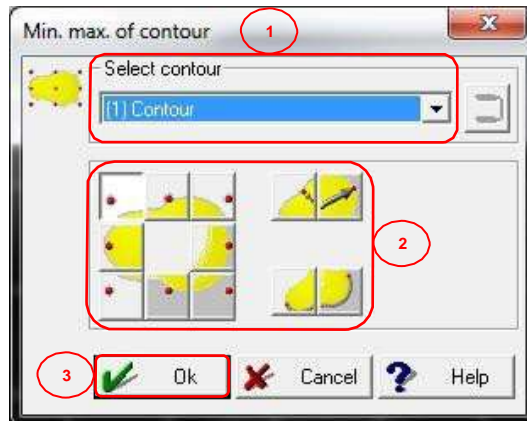 Min. max. of contour
1
Select contour
(1) Contour
2
3
Ok
Cancel
Help